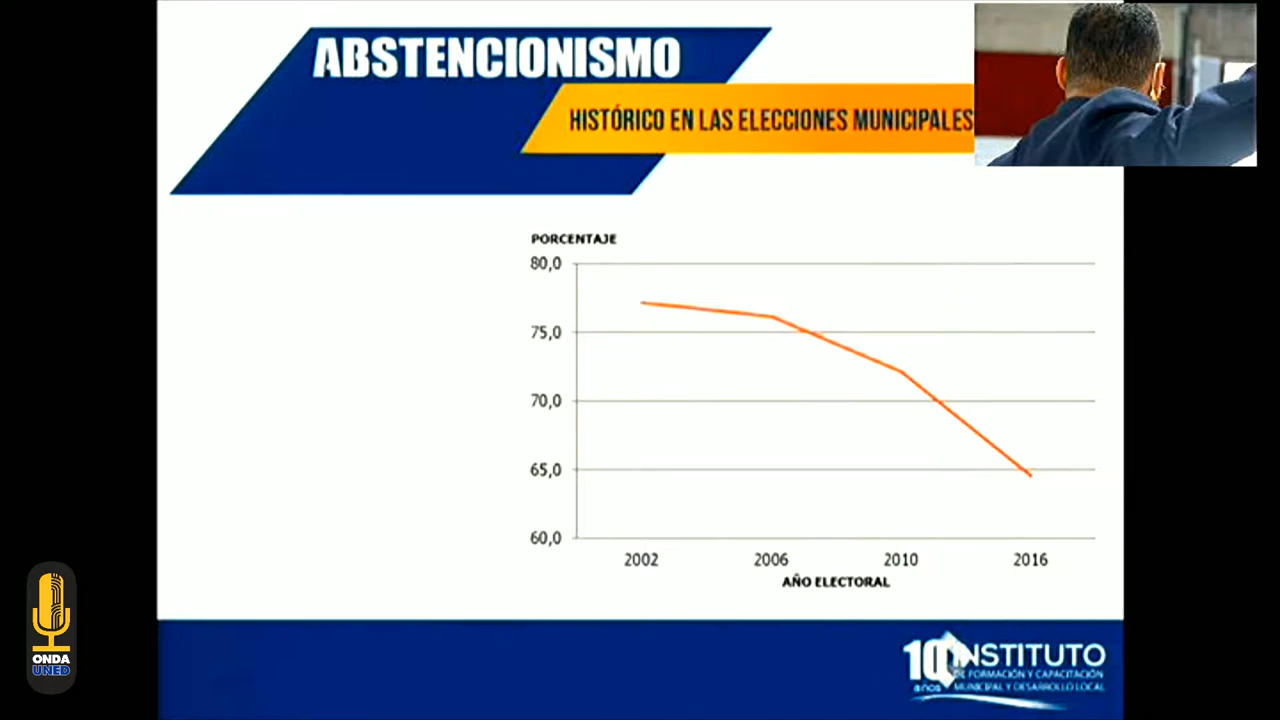 ABSTENCIONISMO
HISTÓRICO EN LAS ELECCIONES MUNICIPALES
PORCENTAJE
80,0
75,0
70,0
65,0
60,0
2002 2006 2010 2016
AÑO ELECTORAL
ONDA
UNED
10 INSTITUTO
años DE FORMACIÓN Y CAPACITACIÓN
MUNICIPAL Y DESARROLLO LOCAL